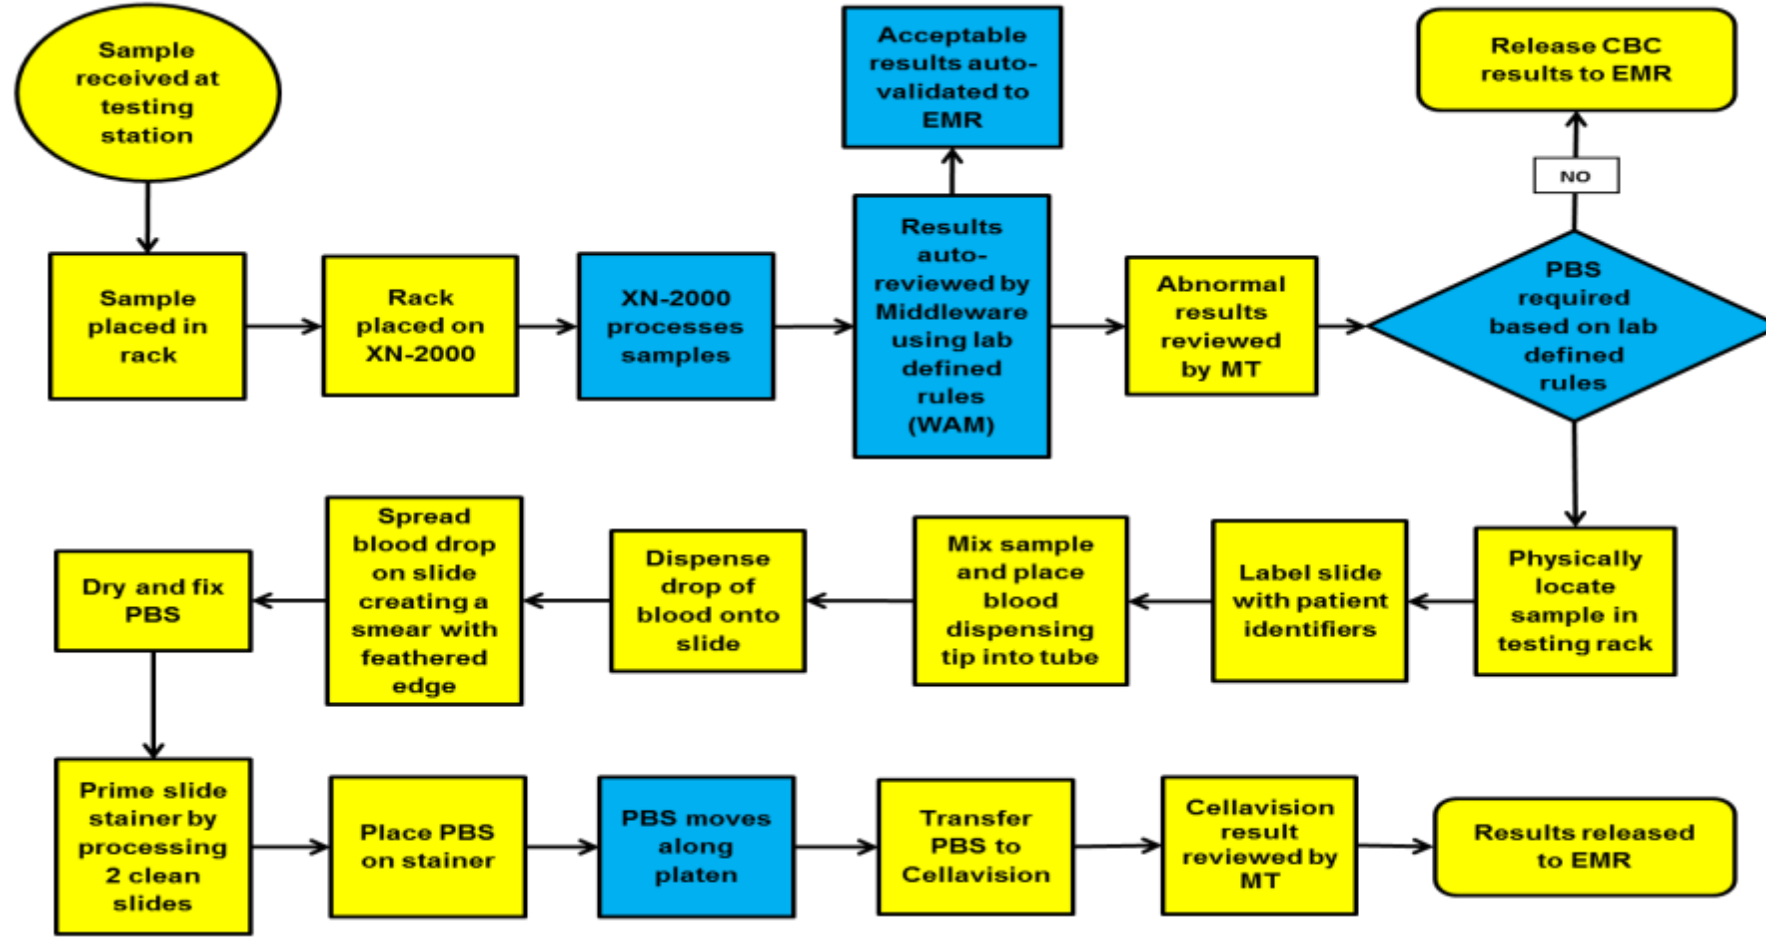 Sample
received at
testing
station
Acceptable
results auto-
validated to
EMR
Release CBC
results to EMR
NO
Sample
placed in
rack
Rack
placed on
XN-2000
XN-2000
processes
samples
Results
auto-
reviewed by
Middleware
using lab
defined
rules
(WAM)
Abnormal
results
reviewed
by MT
PBS
required
based on lab
defined
rules
Physically
locate
sample in
testing rack
Label slide
with patient
identifiers
Mix sample
and place
blood
dispensing
tip into tube
Dispense
drop of
blood onto
slide
Spread
blood drop
on slide
creating a
smear with
feathered
edge
Dry and fix
PBS
Prime slide
stainer by
processing
2 clean
slides
Place PBS
on stainer
PBS moves
along
platen
Transfer
PBS to
Cellavision
Cellavision
result
reviewed by
MT
Results released
to EMR